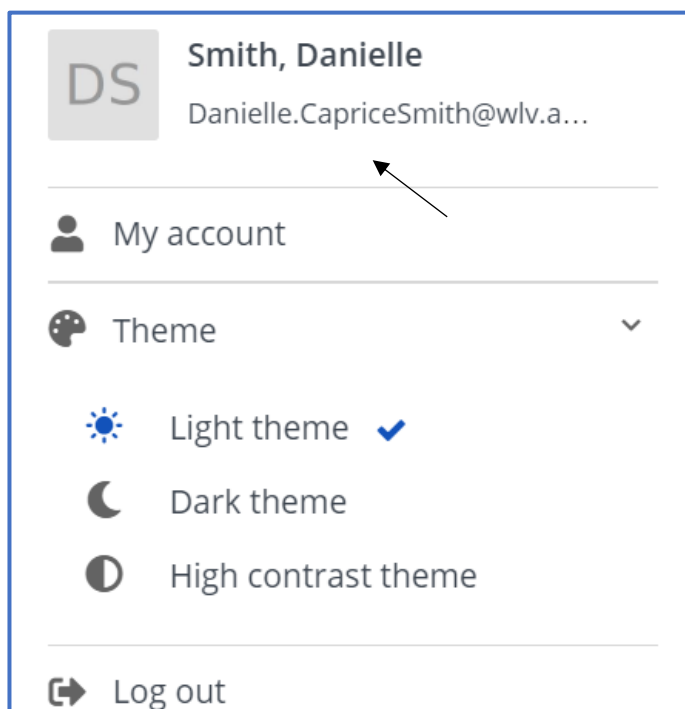 DS
Smith, Danielle
Danielle.CapriceSmith@wlv.a...
My account
Theme
Light theme
Dark theme
High contrast theme
Log out